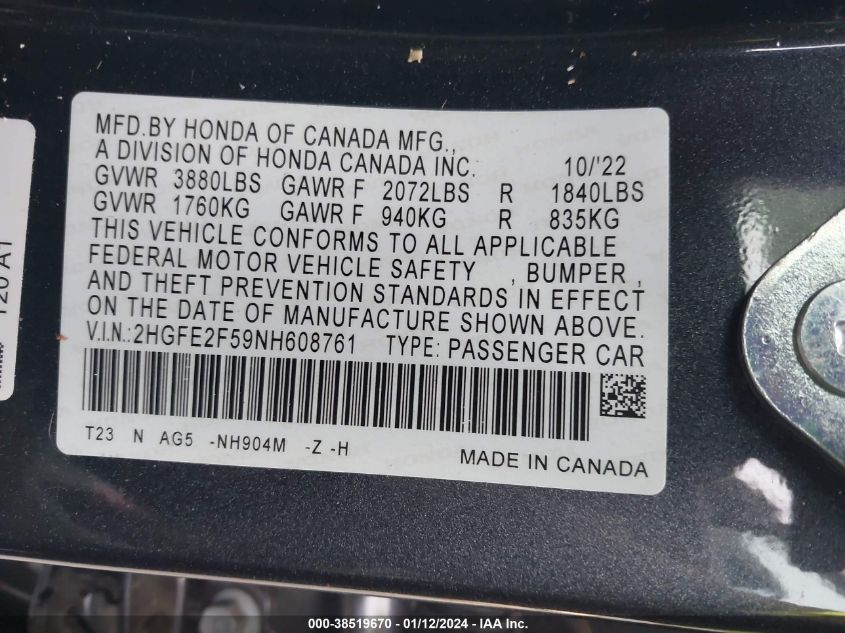 MFD.BY HONDA OF CANADA MFG.,
A DIVISION OF HONDA CANADA INC. 10/'22
GVWR 3880LBS GAWR F 2072LBS R 1840LBS
GVWR 1760KG GAWR F 940KG R 835KG
THIS VEHICLE CONFORMS TO ALL APPLICABLE
FEDERAL MOTOR VEHICLE SAFETY , BUMPER ,
AND THEFT PREVENTION STANDARDS IN EFFECT
ON THE DATE OF MANUFACTURE SHOWN ABOVE.
V.I.N.:2HGFE2F59NH608761 TYPE: PASSENGER CAR
T23 N AG5 -NH904M -Z -H
MADE IN CANADA
120 A1
000-38519670 - 01/12/2024 - IAA Inc.